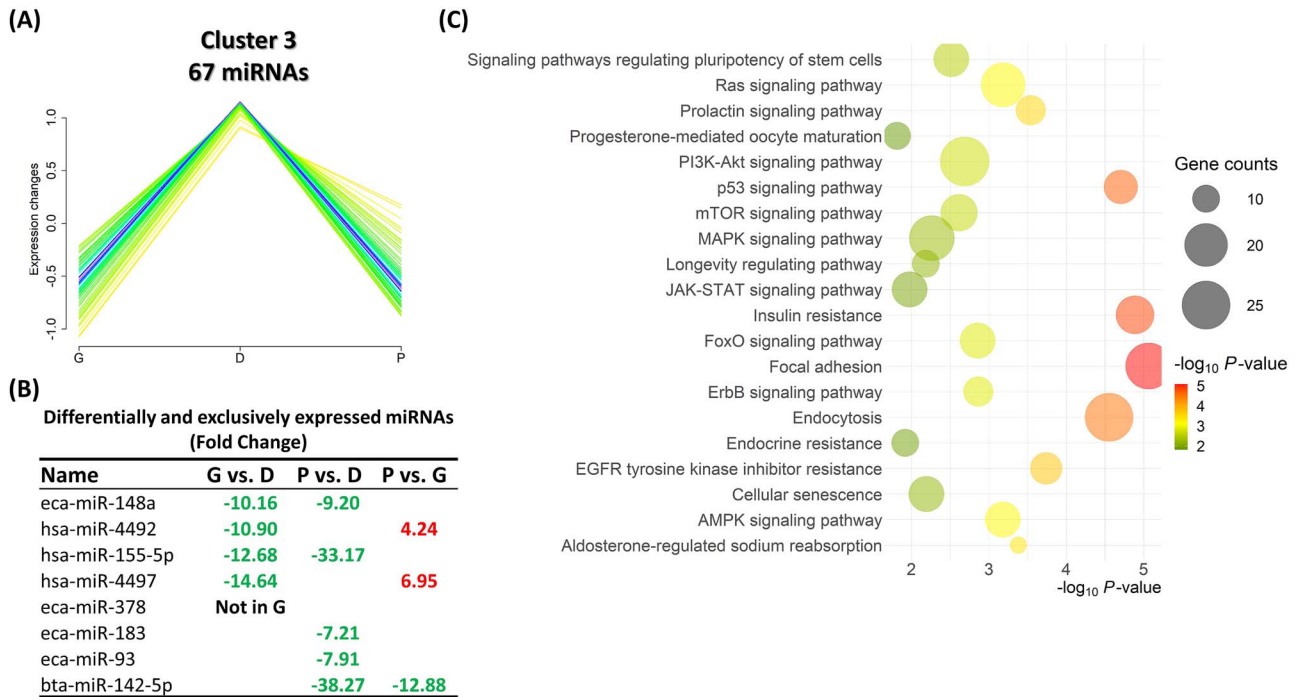 (A)
Cluster 3
67 miRNAs
Expression changes
1.0
0.5
0.0
-0.5
-1.0
G D P
(B)
Differentially and exclusively expressed miRNAs
(Fold Change)
Name G vs. D P vs. D P vs. G
eca-miR-148a -10.16 -9.20
hsa-miR-4492 -10.90 4.24
hsa-miR-155-5p -12.68 -33.17
hsa-miR-4497 -14.64 6.95
eca-miR-378 Not in G
eca-miR-183 -7.21
eca-miR-93 -7.91
bta-miR-142-5p -38.27 -12.88
(C)
Signaling pathways regulating pluripotency of stem cells
Ras signaling pathway
Prolactin signaling pathway
Progesterone-mediated oocyte maturation
PI3K-Akt signaling pathway
p53 signaling pathway
mTOR signaling pathway
MAPK signaling pathway
Longevity regulating pathway
JAK-STAT signaling pathway
Insulin resistance
FoxO signaling pathway
Focal adhesion
ErbB signaling pathway
Endocytosis
Endocrine resistance
EGFR tyrosine kinase inhibitor resistance
Cellular senescence
AMPK signaling pathway
Aldosterone-regulated sodium reabsorption
2 3 4 5
-log₁₀ P-value
Gene counts
10
20
25
-log₁₀ P-value
5
4
3
2